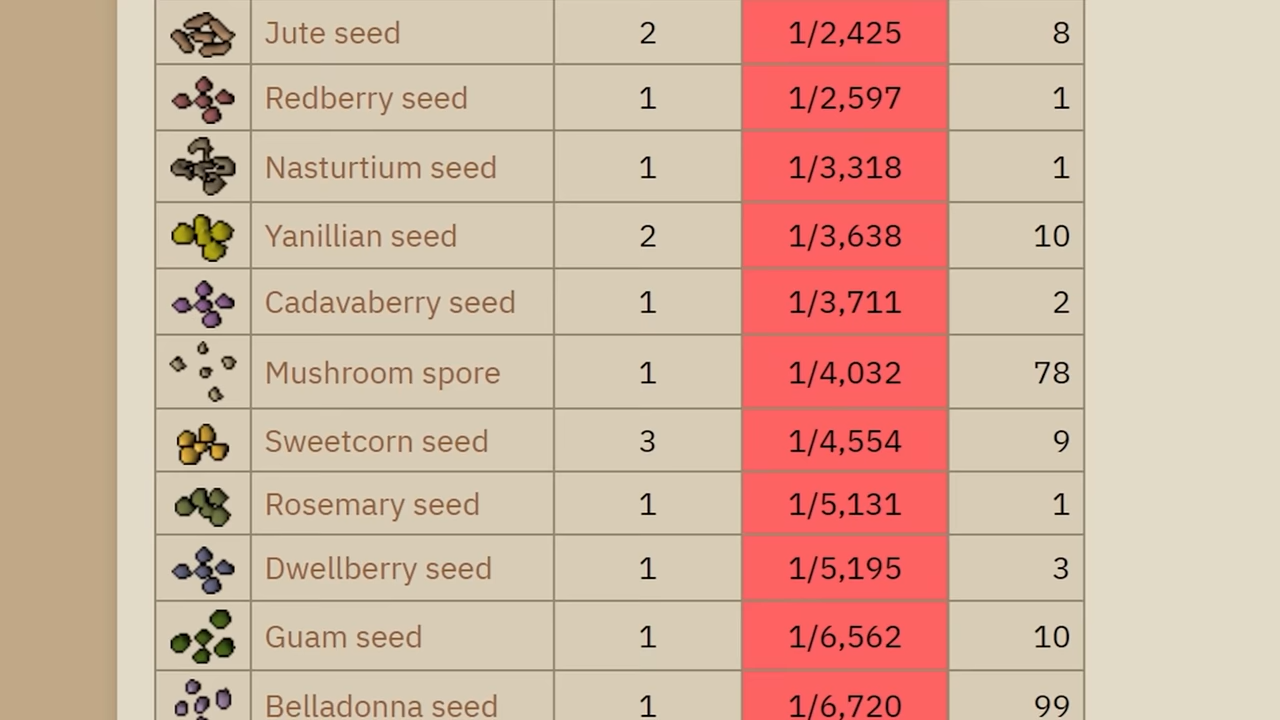 Jute seed 2 1/2,425 8
Redberry seed 1 1/2,597 1
Nasturtium seed 1 1/3,318 1
Yanillian seed 2 1/3,638 10
Cadavaberry seed 1 1/3,711 2
Mushroom spore 1 1/4,032 78
Sweetcorn seed 3 1/4,554 9
Rosemary seed 1 1/5,131 1
Dwellberry seed 1 1/5,195 3
Guam seed 1 1/6,562 10
Belladonna seed 1 1/6,720 99